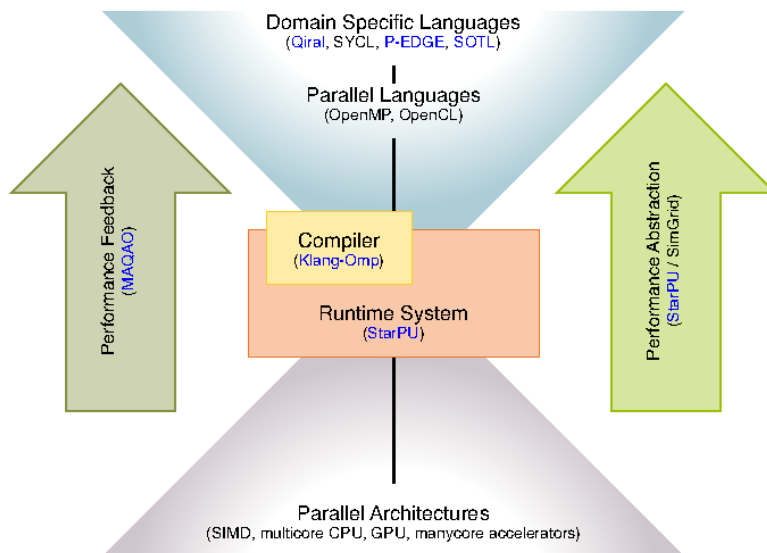 Domain Specific Languages
(Qiral, SYCL, P-EDGE, SOTL)
Parallel Languages
(OpenMP, OpenCL)
Performance Feedback
(MAQAO)
Compiler
(Klang-Omp)
Runtime System
(StarPU)
Performance Abstraction
(StarPU / SimGrid)
Parallel Architectures
(SIMD, multicore CPU, GPU, manycore accelerators)